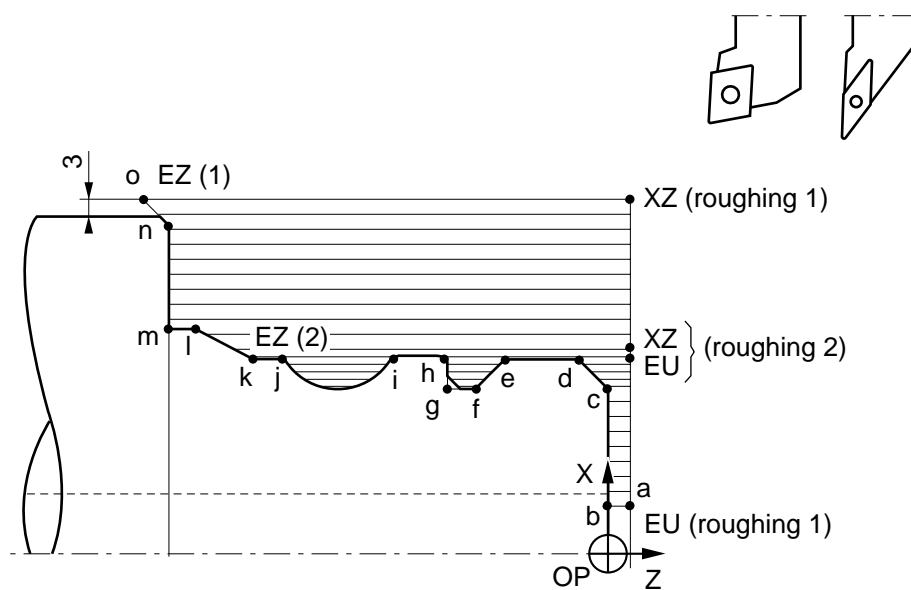 3
o EZ (1)
XZ (roughing 1)
n
m
l
EZ (2)
XZ
EU
(roughing 2)
k
j
i
h
e
d
g
f
c
X
a
b
EU (roughing 1)
OP
Z